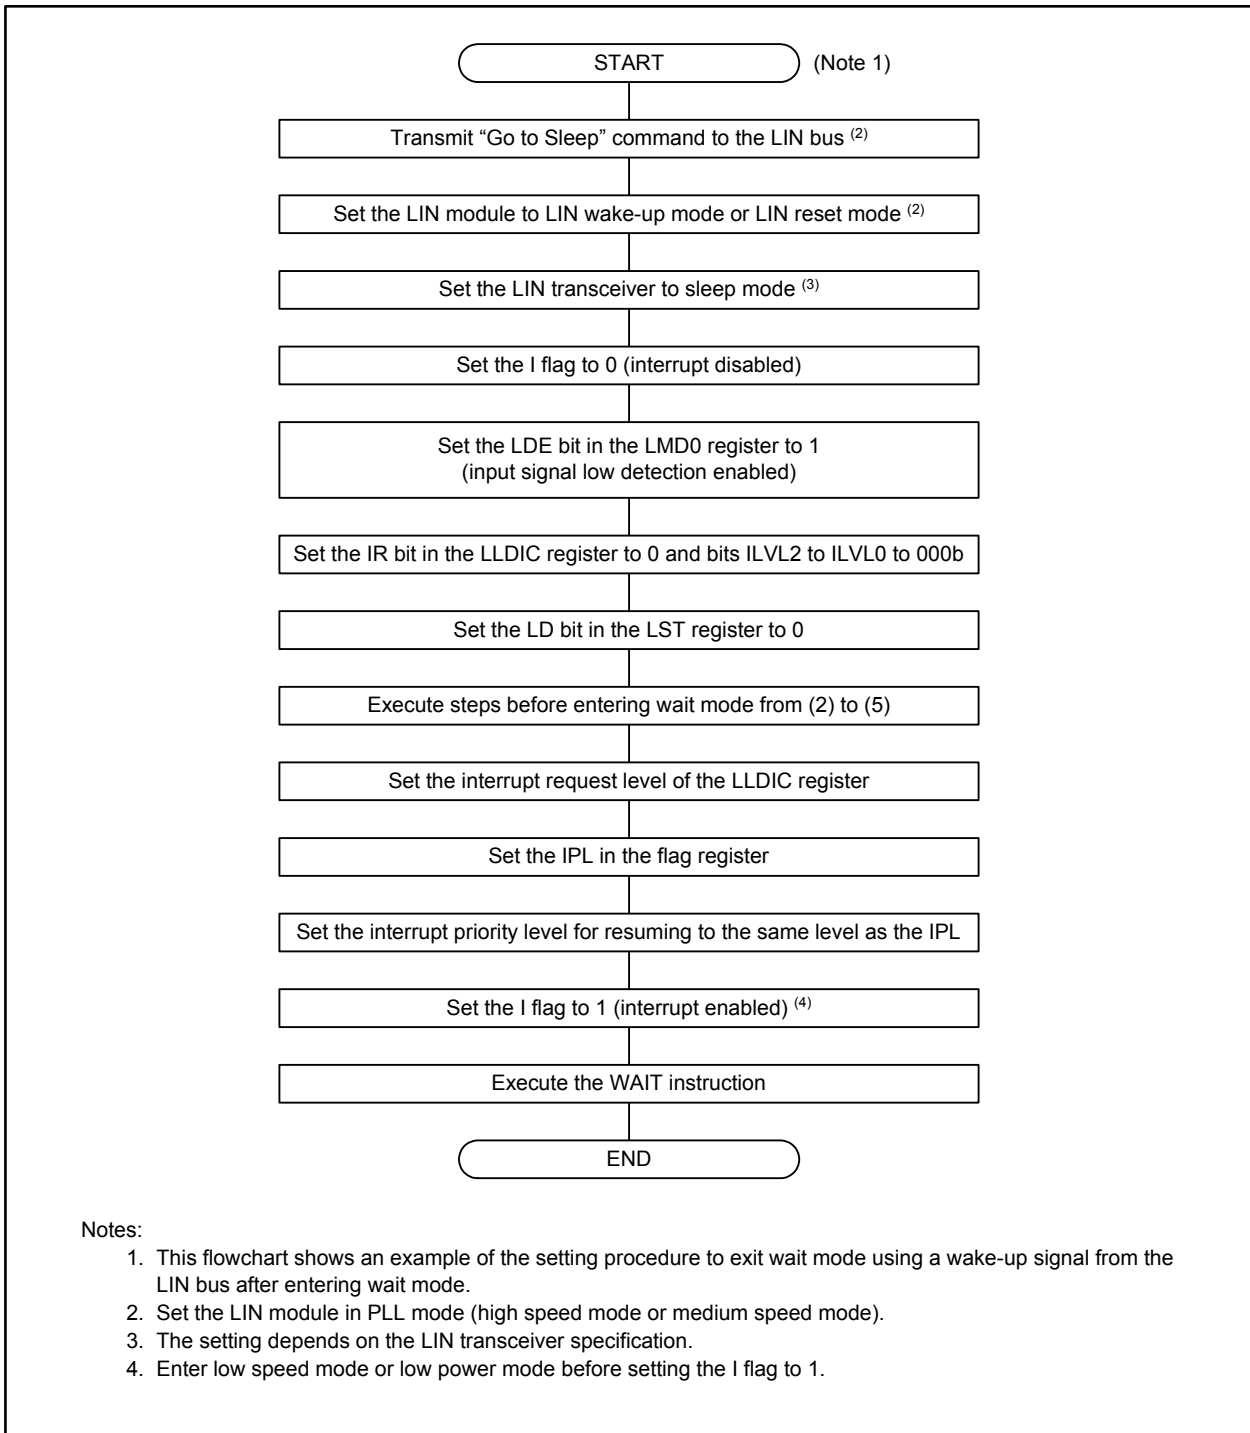 START (Note 1)
Transmit “Go to Sleep” command to the LIN bus (2)
Set the LIN module to LIN wake-up mode or LIN reset mode (2)
Set the LIN transceiver to sleep mode (3)
Set the I flag to 0 (interrupt disabled)
Set the LDE bit in the LMD0 register to 1
(input signal low detection enabled)
Set the IR bit in the LLDIC register to 0 and bits ILVL2 to ILVL0 to 000b
Set the LD bit in the LST register to 0
Execute steps before entering wait mode from (2) to (5)
Set the interrupt request level of the LLDIC register
Set the IPL in the flag register
Set the interrupt priority level for resuming to the same level as the IPL
Set the I flag to 1 (interrupt enabled) (4)
Execute the WAIT instruction
END
Notes:
1. This flowchart shows an example of the setting procedure to exit wait mode using a wake-up signal from the
LIN bus after entering wait mode.
2. Set the LIN module in PLL mode (high speed mode or medium speed mode).
3. The setting depends on the LIN transceiver specification.
4. Enter low speed mode or low power mode before setting the I flag to 1.